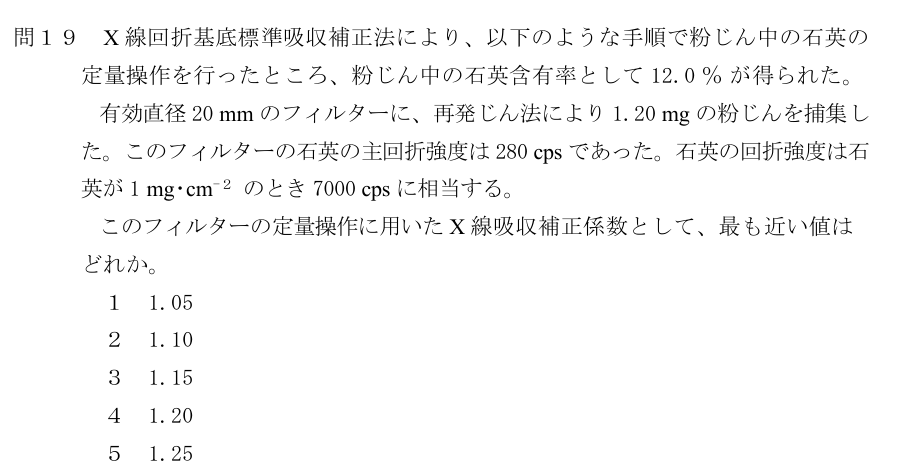 問１９　Ｘ線回折基底標準吸収補正法により、以下のような手順で粉じん中の石英の
定量操作を行ったところ、粉じん中の石英含有率として 12.0 % が得られた。
有効直径 20 mm のフィルターに、再発じん法により 1.20 mg の粉じんを捕集し
た。このフィルターの石英の主回折強度は 280 cps であった。石英の回折強度は石
英が 1 mg･cm⁻² のとき 7000 cps に相当する。
このフィルターの定量操作に用いた X 線吸収補正係数として、最も近い値は
どれか。
1　1.05
2　1.10
3　1.15
4　1.20
5　1.25